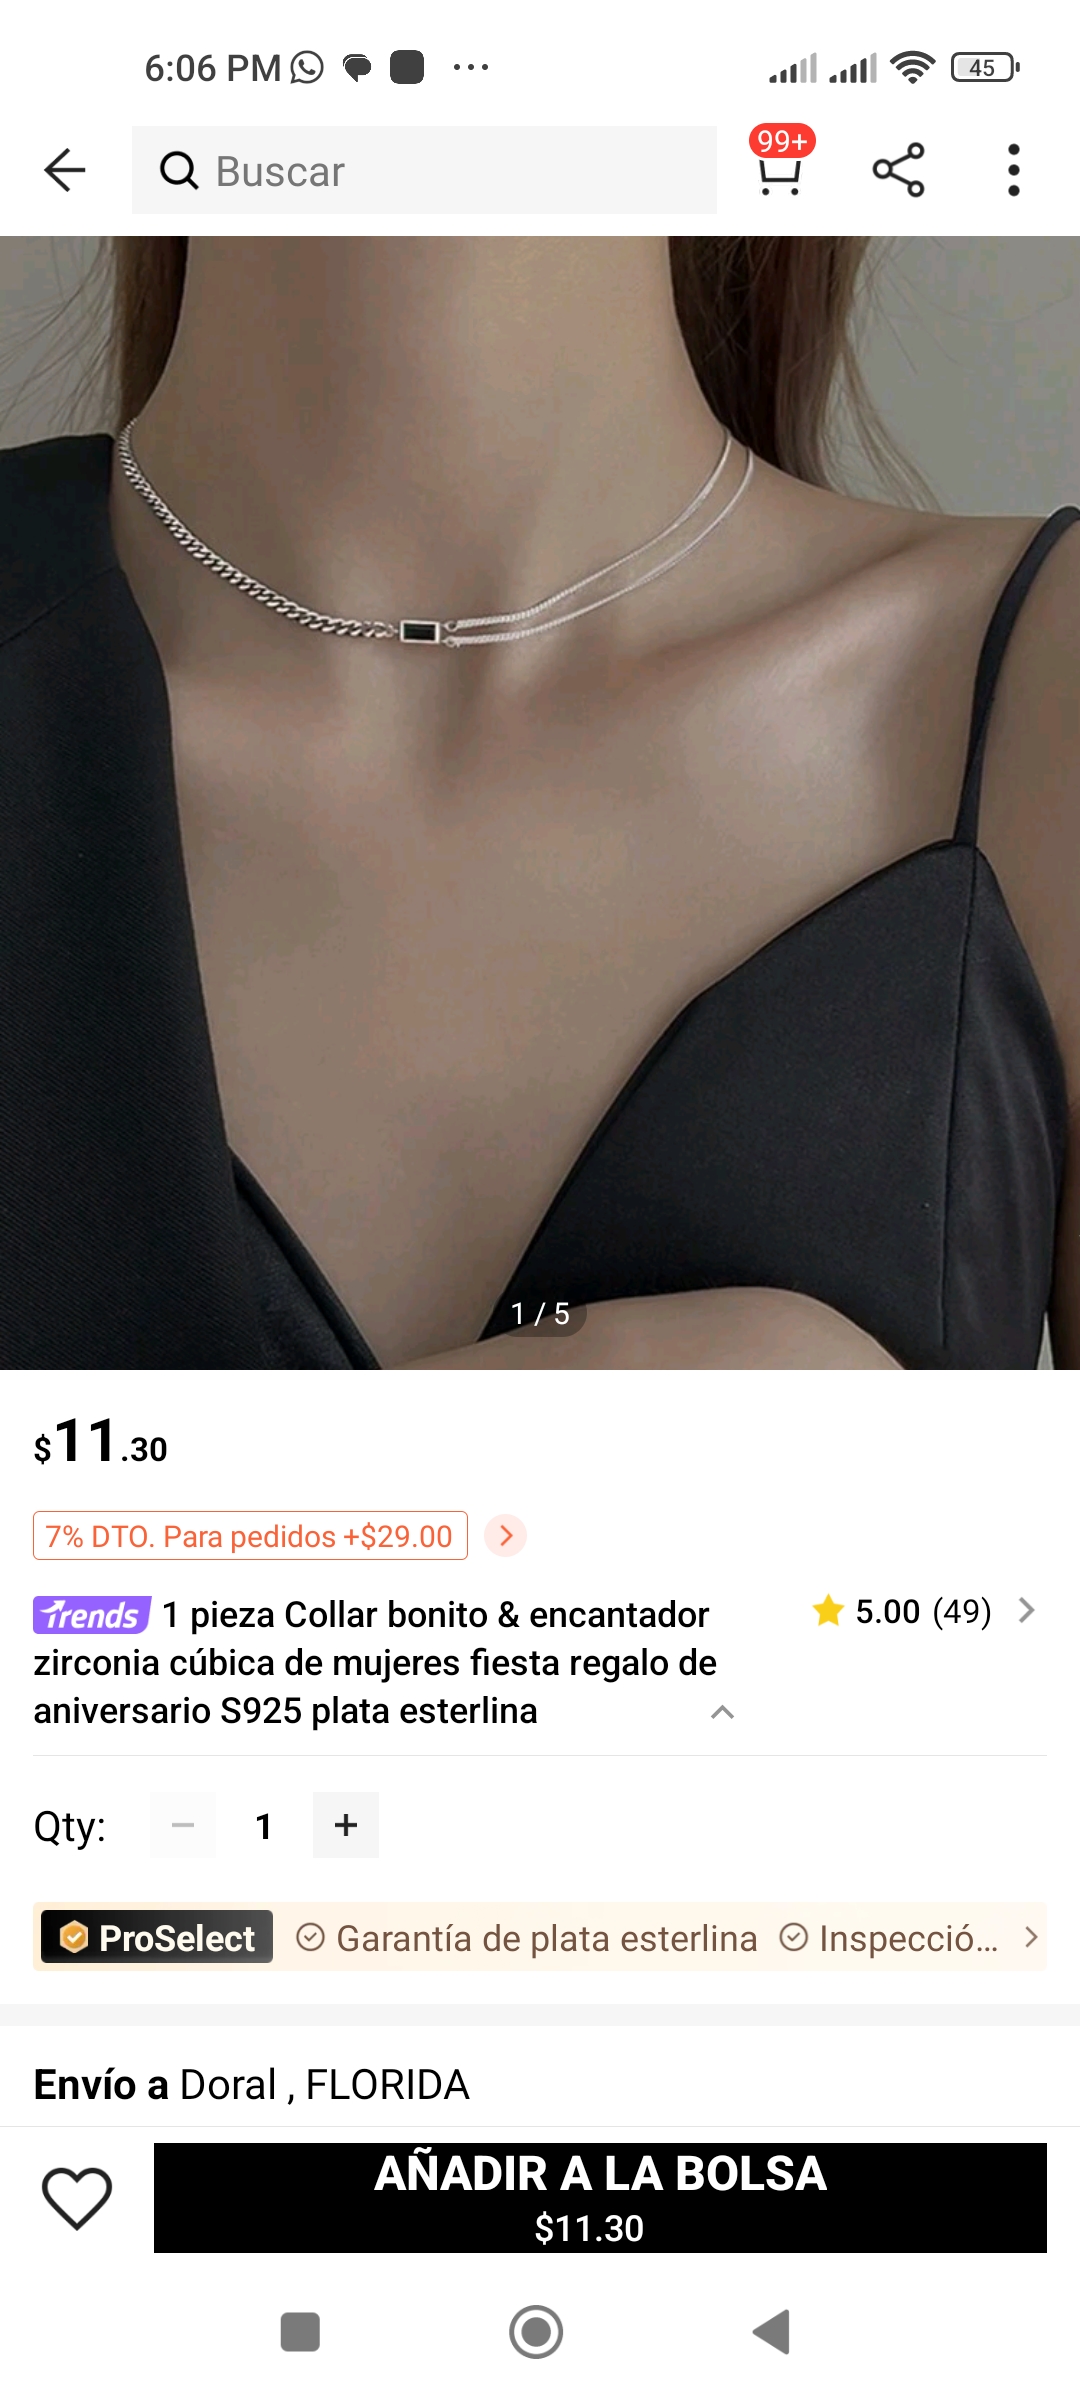 6:06 PM
45
Buscar
99+
1 / 5
$11.30
7% DTO. Para pedidos +$29.00
Trends 1 pieza Collar bonito & encantador
5.00 (49)
zirconia cúbica de mujeres fiesta regalo de
aniversario S925 plata esterlina
Qty:
1
ProSelect Garantía de plata esterlina Inspecció...
Envío a Doral , FLORIDA
AÑADIR A LA BOLSA
$11.30